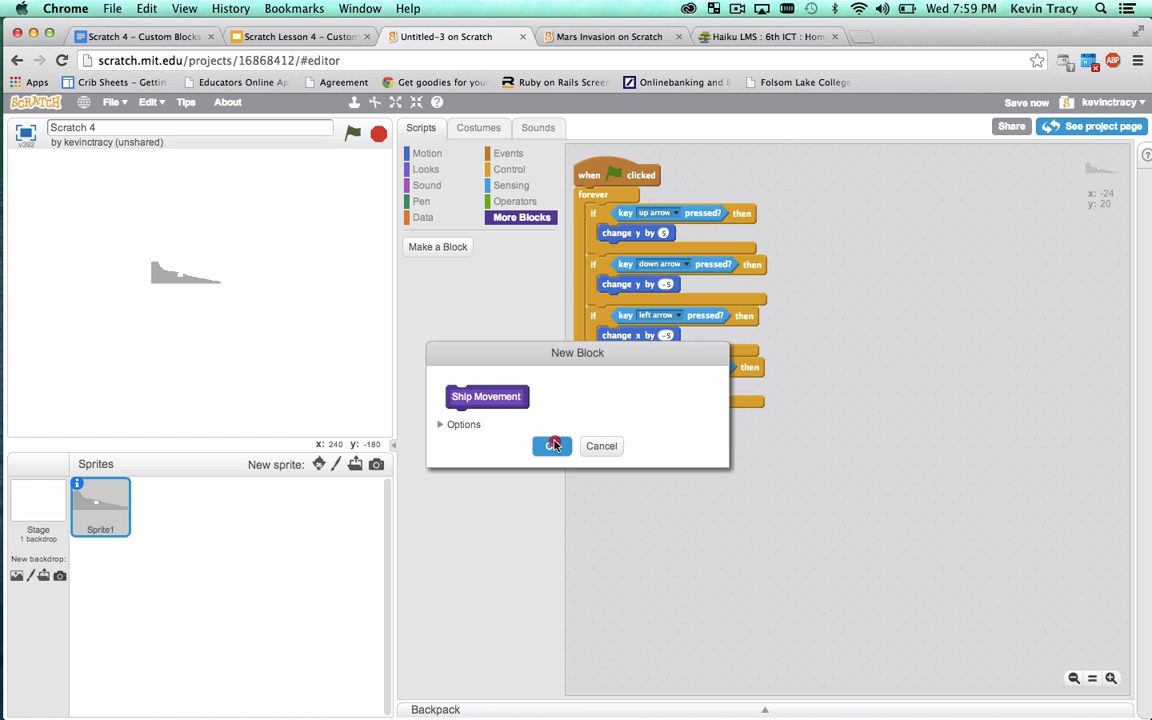 Chrome File Edit View History Bookmarks Window Help Wed 7:59 PM Kevin Tracy
Scratch 4 – Custom Blocks Scratch Lesson 4 – Custom Untitled-3 on Scratch Mars Invasion on Scratch Haiku LMS : 6th ICT : Hom
scratch.mit.edu/projects/16868412/#editor
Apps Crib Sheets – Gettin Educators Online Ap Agreement Get goodies for you Ruby on Rails Screen Onlinebanking and B Folsom Lake College
SCRATCH File Edit Tips About Save now kevinctracy
Scratch 4
by kevinctracy (unshared)
v392
Scripts Costumes Sounds
Share See project page
Motion Events
Looks Control
Sound Sensing
Pen Operators
Data More Blocks
Make a Block
when clicked
forever
if key up arrow pressed? then
change y by 5
if key down arrow pressed? then
change y by -5
if key left arrow pressed? then
change x by -5
then
x: -24
y: 20
New Block
Ship Movement
Options
Cancel
x: 240 y: -180
Sprites New sprite:
Stage
1 backdrop
Sprite1
New backdrop:
Backpack